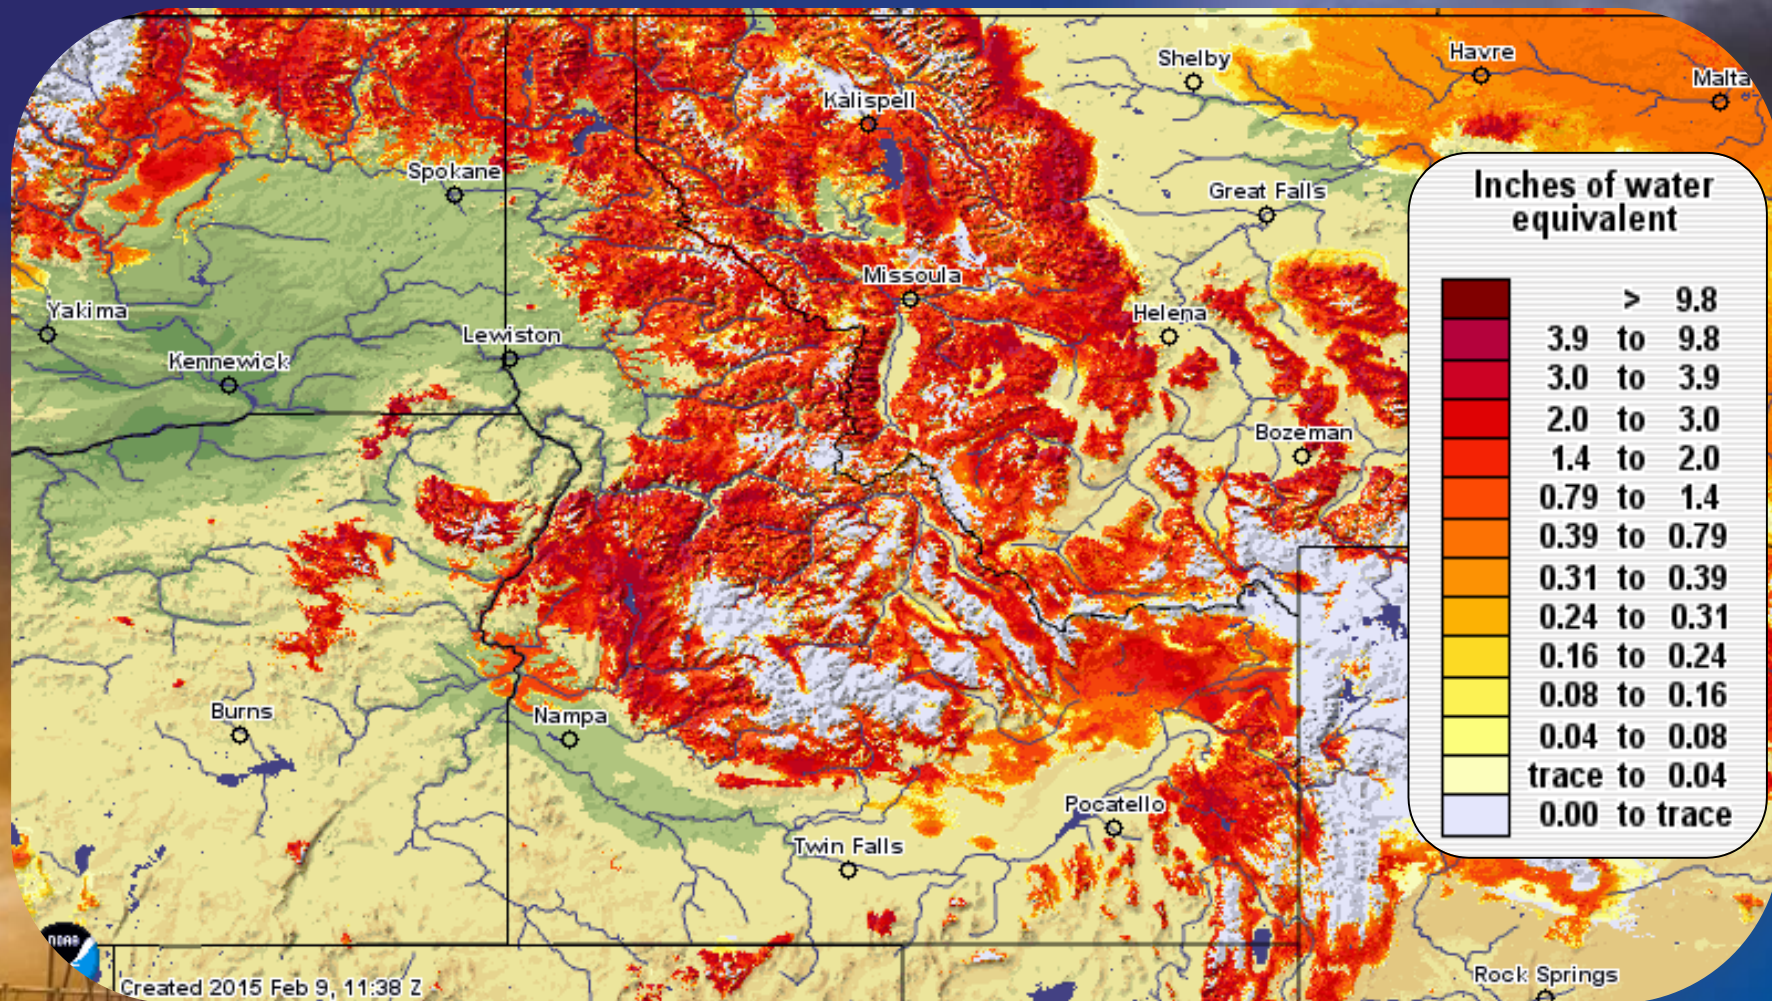 Shelby
Havre
Malta
Kalispell
Spokane
Great Falls
Missoula
Helena
Yakima
Lewiston
Kennewick
Bozeman
Burns
Nampa
Pocatello
Twin Falls
Rock Springs
Inches of water
equivalent
> 9.8
3.9 to 9.8
3.0 to 3.9
2.0 to 3.0
1.4 to 2.0
0.79 to 1.4
0.39 to 0.79
0.31 to 0.39
0.24 to 0.31
0.16 to 0.24
0.08 to 0.16
0.04 to 0.08
trace to 0.04
0.00 to trace
noaa
Created 2015 Feb 9, 11:38 Z